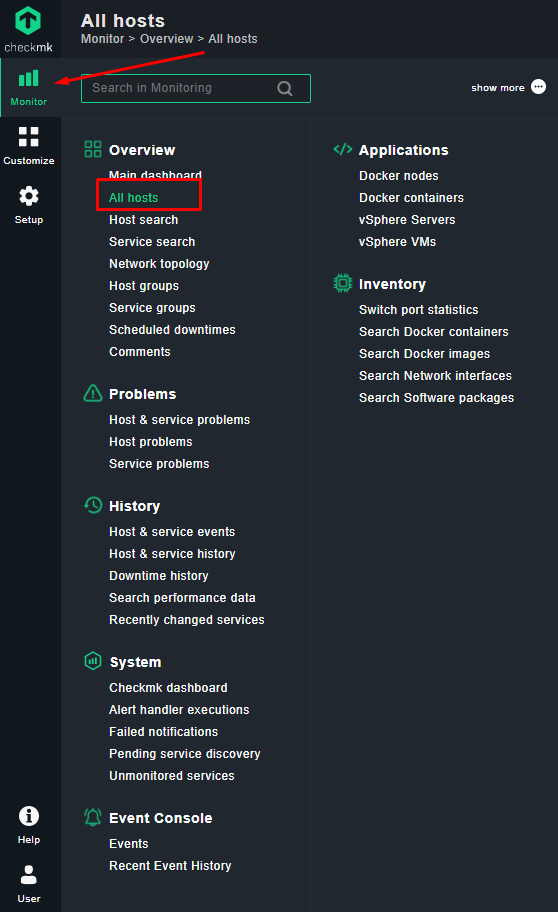 All hosts
Monitor > Overview > All hosts
checkmk
Monitor
Customize
Setup
Search in Monitoring
show more
Overview
Main dashboard
All hosts
Host search
Service search
Network topology
Host groups
Service groups
Scheduled downtimes
Comments
Problems
Host & service problems
Host problems
Service problems
History
Host & service events
Host & service history
Downtime history
Search performance data
Recently changed services
System
Checkmk dashboard
Alert handler executions
Failed notifications
Pending service discovery
Unmonitored services
Event Console
Events
Recent Event History
Applications
Docker nodes
Docker containers
vSphere Servers
vSphere VMs
Inventory
Switch port statistics
Search Docker containers
Search Docker images
Search Network interfaces
Search Software packages
Help
User